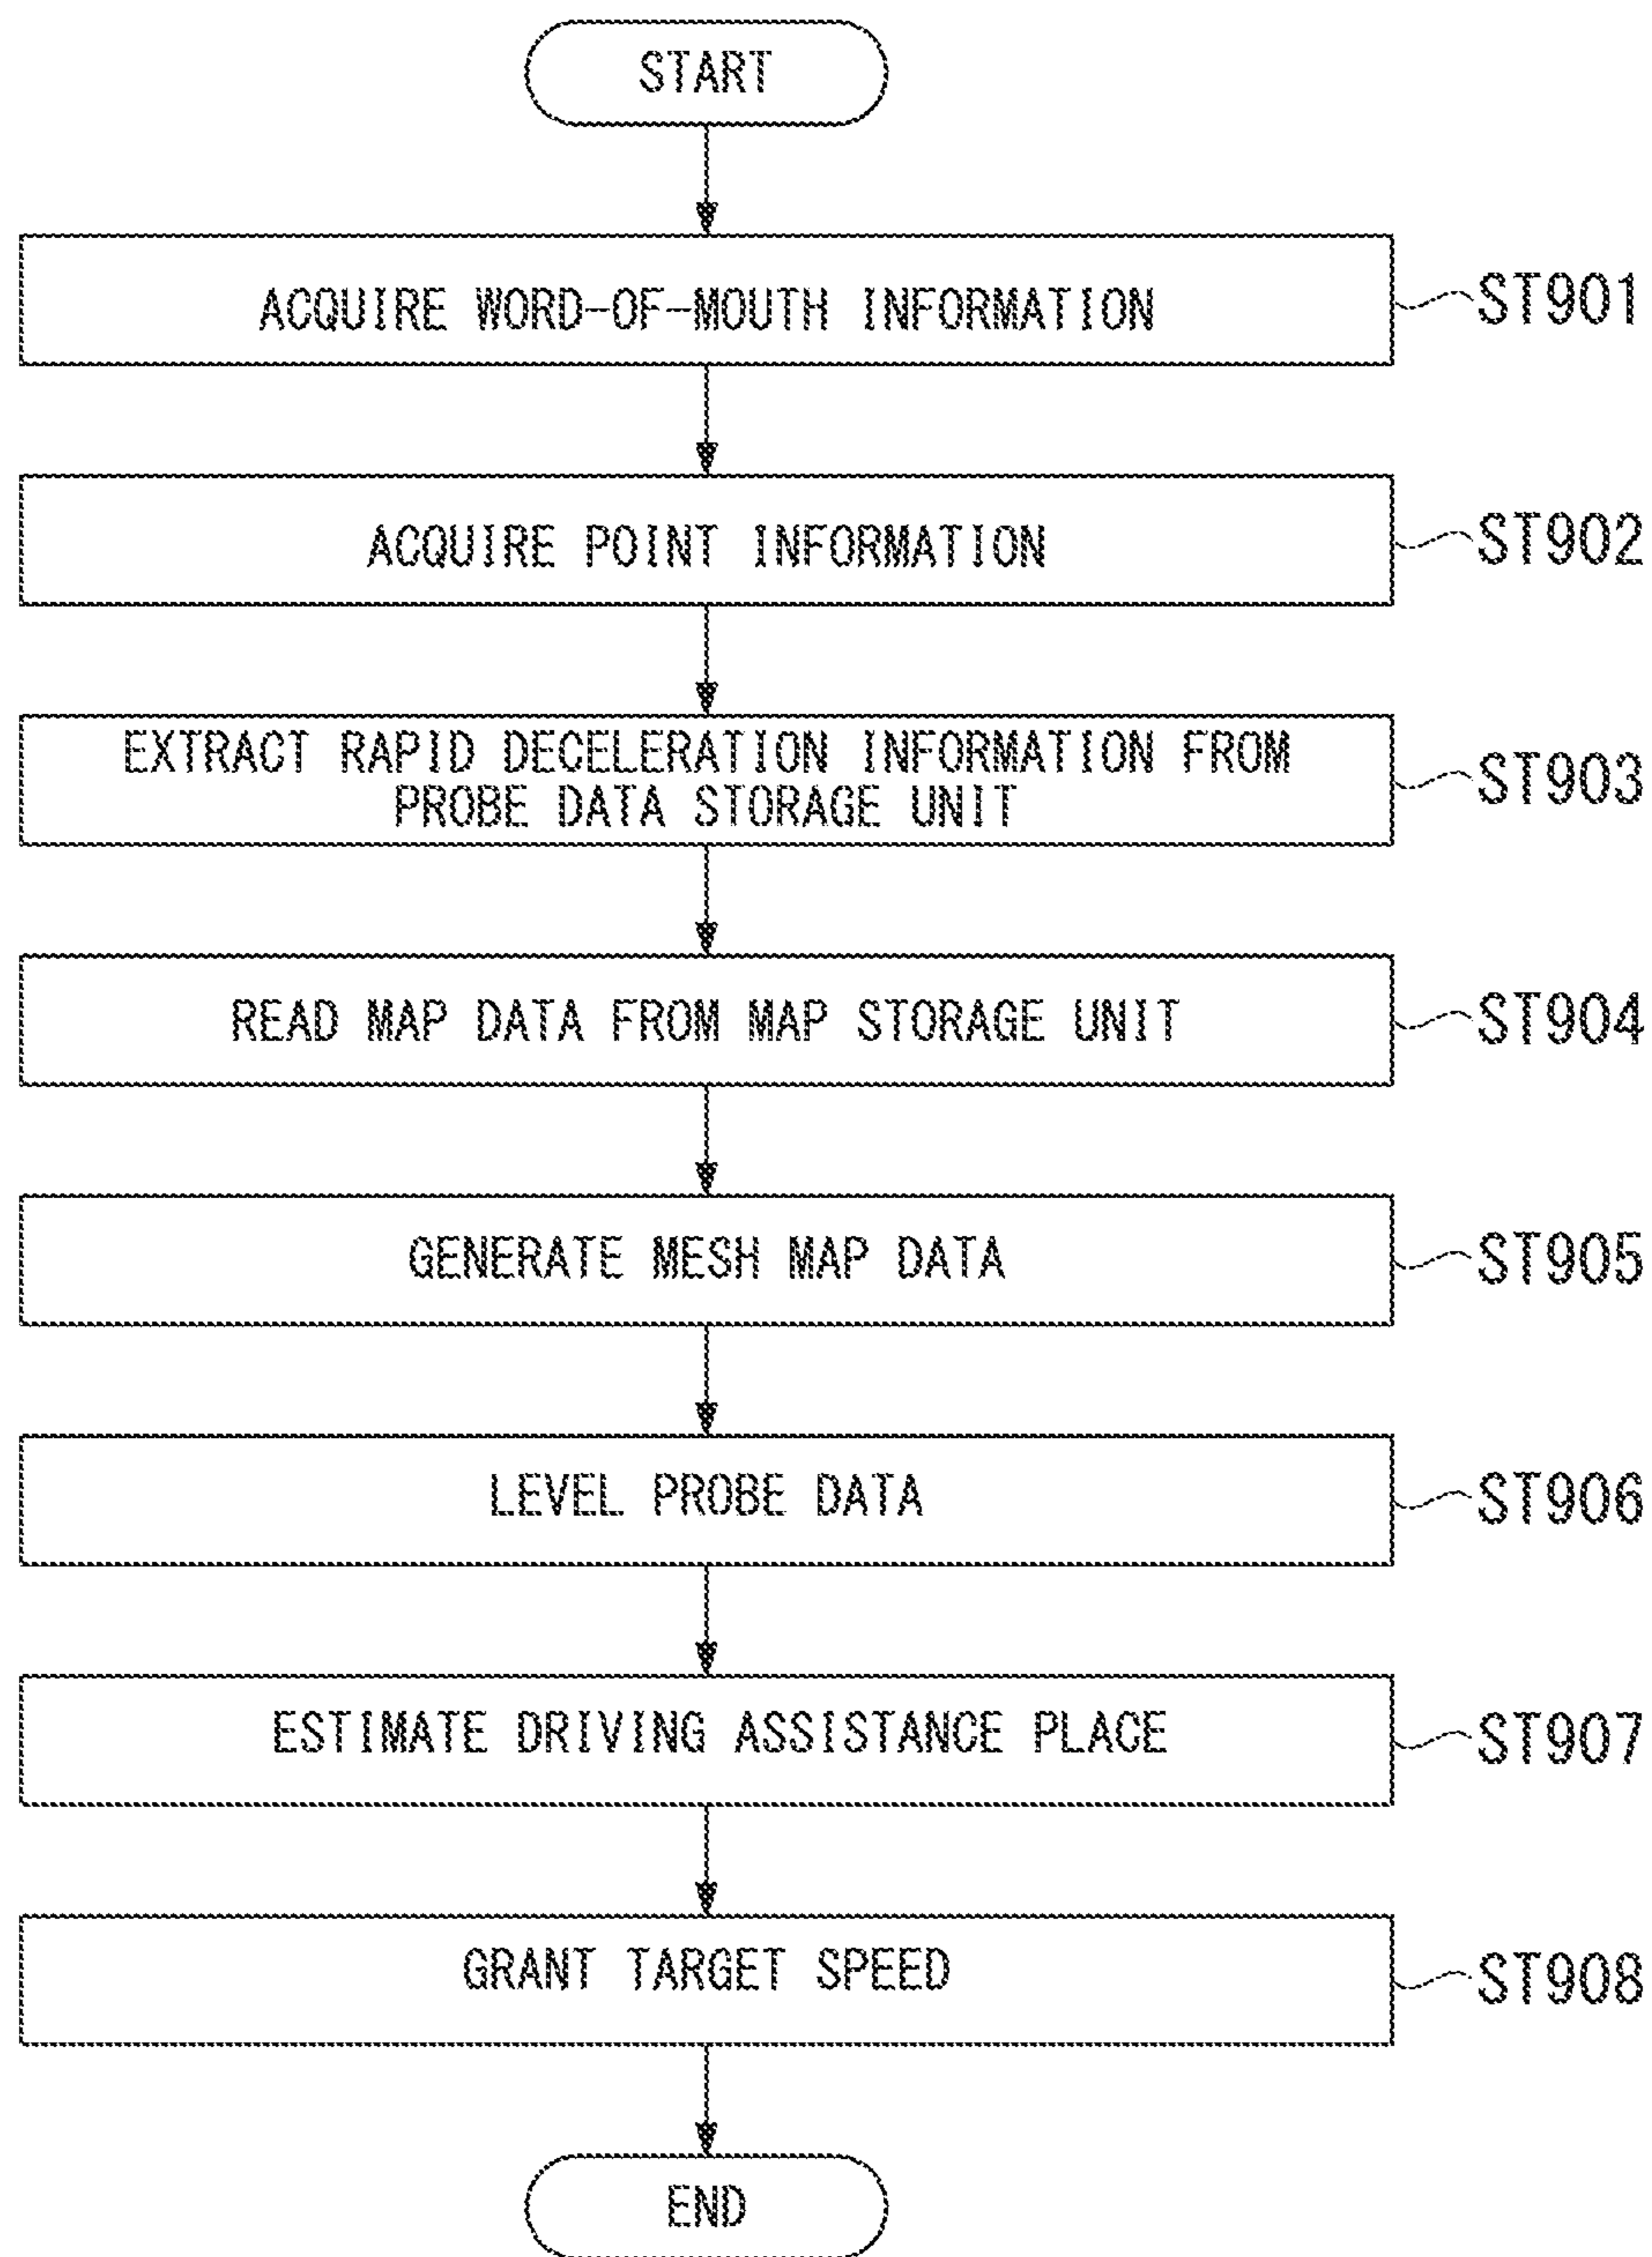 START
ACQUIRE WORD-OF-MOUTH INFORMATION
ST901
ACQUIRE POINT INFORMATION
ST902
EXTRACT RAPID DECELERATION INFORMATION FROM
PROBE DATA STORAGE UNIT
ST903
READ MAP DATA FROM MAP STORAGE UNIT
ST904
GENERATE MESH MAP DATA
ST905
LEVEL PROBE DATA
ST906
ESTIMATE DRIVING ASSISTANCE PLACE
ST907
GRANT TARGET SPEED
ST908
END